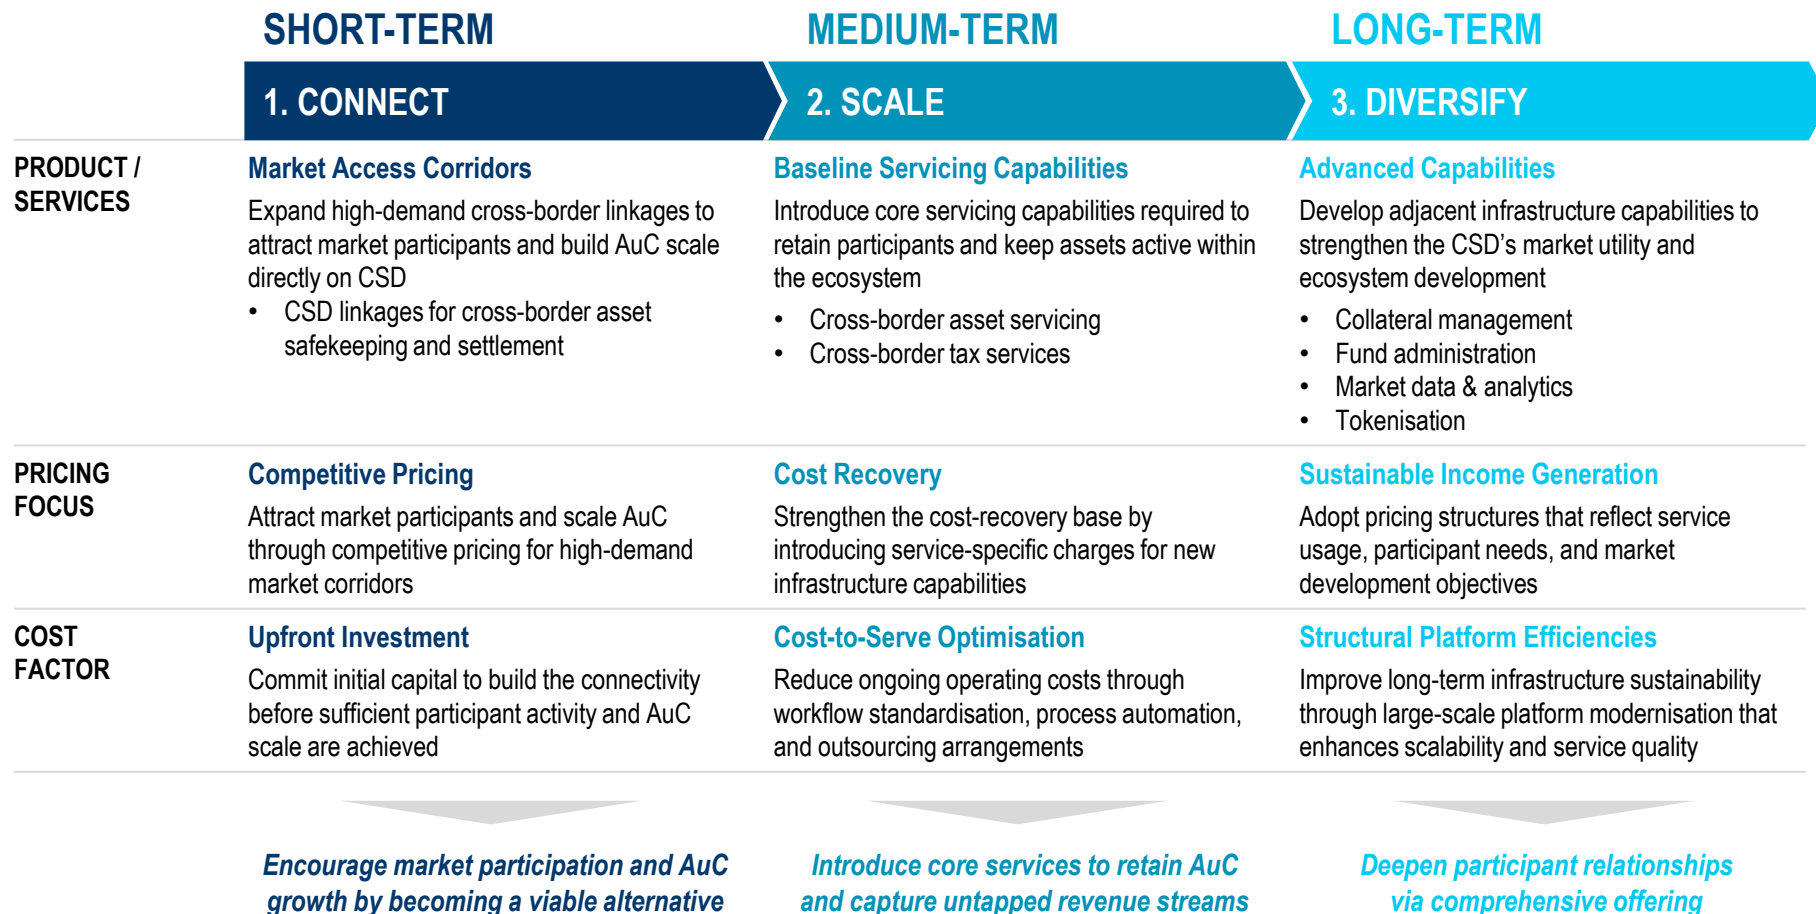 SHORT-TERM
MEDIUM-TERM
LONG-TERM
1. CONNECT
2. SCALE
3. DIVERSIFY
PRODUCT /
SERVICES
Market Access Corridors
Expand high-demand cross-border linkages to
attract market participants and build AuC scale
directly on CSD
• CSD linkages for cross-border asset
safekeeping and settlement
Baseline Servicing Capabilities
Introduce core servicing capabilities required to
retain participants and keep assets active within
the ecosystem
• Cross-border asset servicing
• Cross-border tax services
Advanced Capabilities
Develop adjacent infrastructure capabilities to
strengthen the CSD's market utility and
ecosystem development
• Collateral management
• Fund administration
• Market data & analytics
• Tokenisation
PRICING
FOCUS
Competitive Pricing
Attract market participants and scale AuC
through competitive pricing for high-demand
market corridors
Cost Recovery
Strengthen the cost-recovery base by
introducing service-specific charges for new
infrastructure capabilities
Sustainable Income Generation
Adopt pricing structures that reflect service
usage, participant needs, and market
development objectives
COST
FACTOR
Upfront Investment
Commit initial capital to build the connectivity
before sufficient participant activity and AuC
scale are achieved
Cost-to-Serve Optimisation
Reduce ongoing operating costs through
workflow standardisation, process automation,
and outsourcing arrangements
Structural Platform Efficiencies
Improve long-term infrastructure sustainability
through large-scale platform modernisation that
enhances scalability and service quality
Encourage market participation and AuC
growth by becoming a viable alternative
Introduce core services to retain AuC
and capture untapped revenue streams
Deepen participant relationships
via comprehensive offering